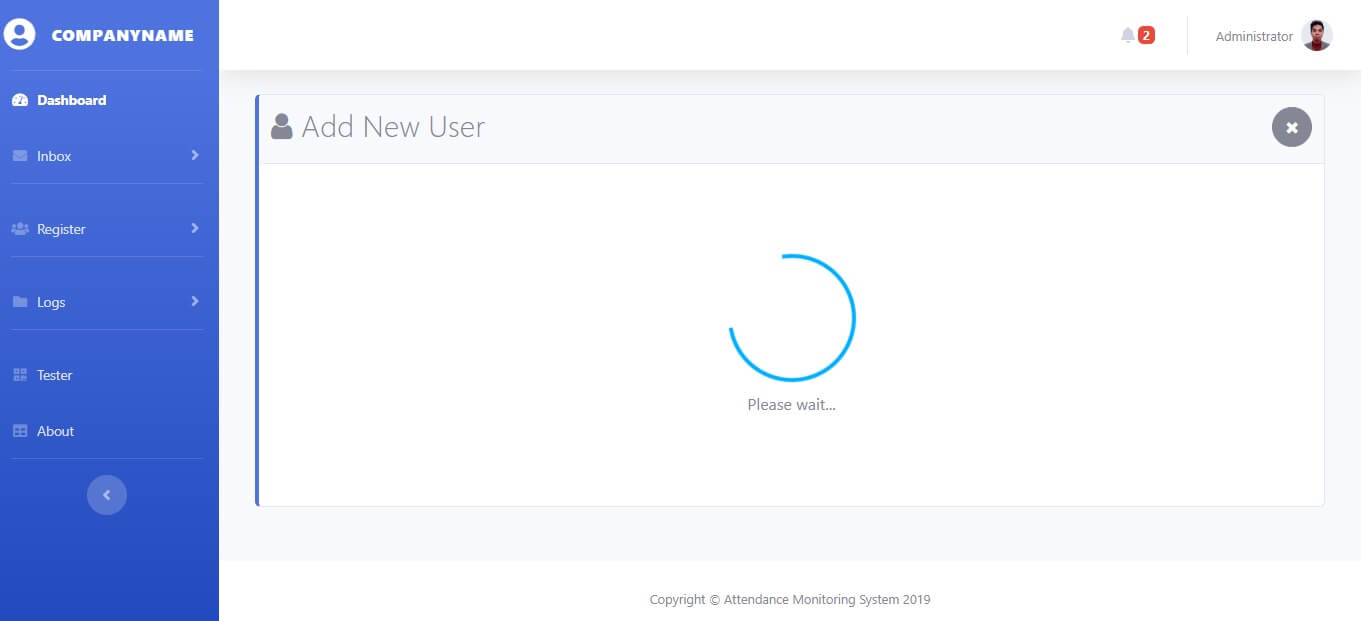 COMPANYNAME
Dashboard
Inbox
Register
Logs
Tester
About
2
Administrator
Add New User
Please wait...
Copyright © Attendance Monitoring System 2019